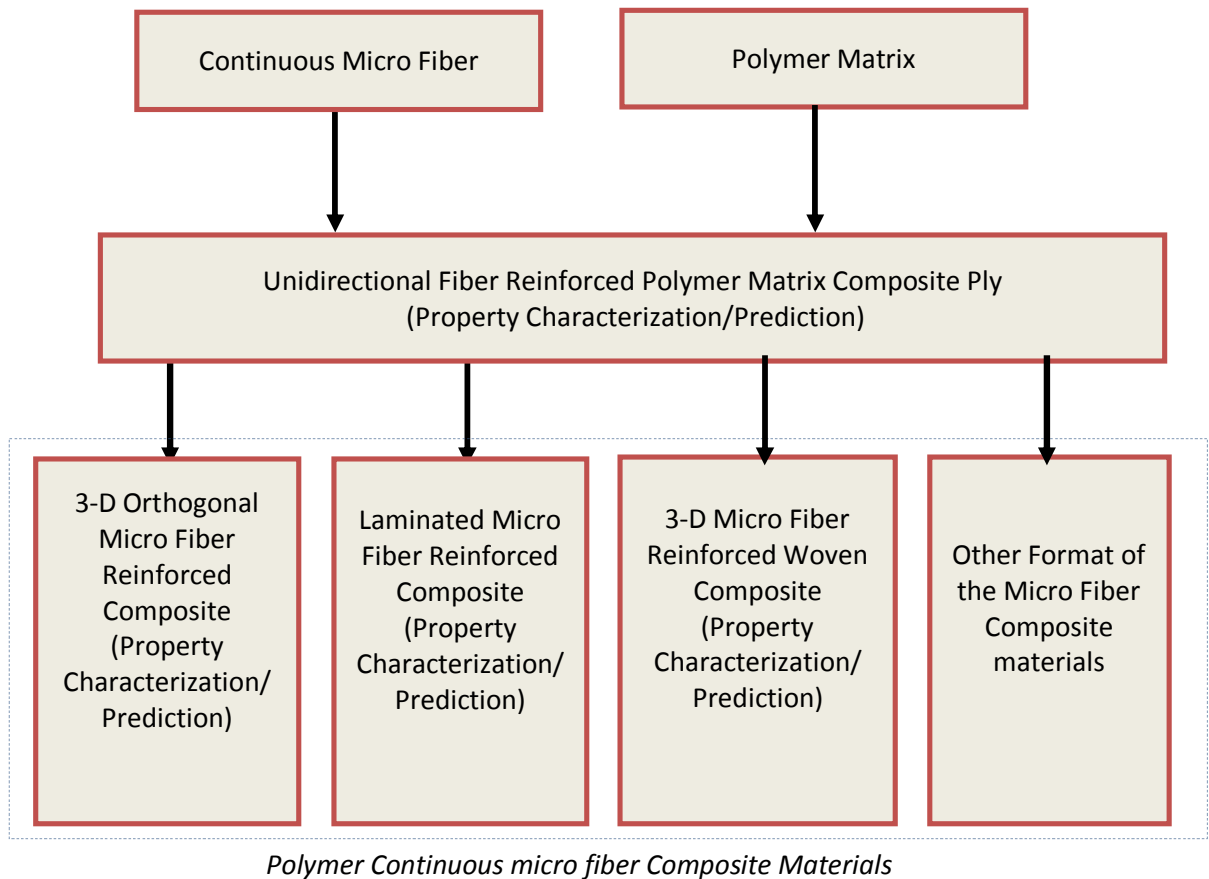 Continuous Micro Fiber
Polymer Matrix
Unidirectional Fiber Reinforced Polymer Matrix Composite Ply
(Property Characterization/Prediction)
3-D Orthogonal
Micro Fiber
Reinforced
Composite
(Property
Characterization/
Prediction)
Laminated Micro
Fiber Reinforced
Composite
(Property
Characterization/
Prediction)
3-D Micro Fiber
Reinforced Woven
Composite
(Property
Characterization/
Prediction)
Other Format of
the Micro Fiber
Composite
materials
Polymer Continuous micro fiber Composite Materials